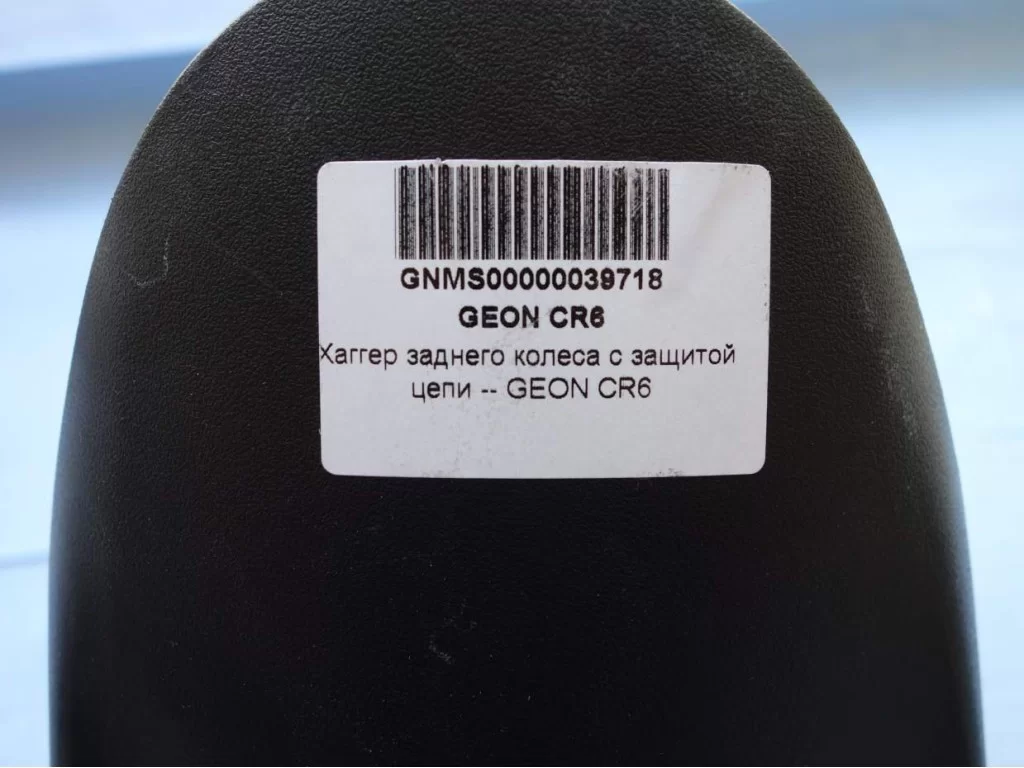 GNMS00000039718
GEON CR6
Хаггер заднего колеса с защитой
цепи -- GEON CR6